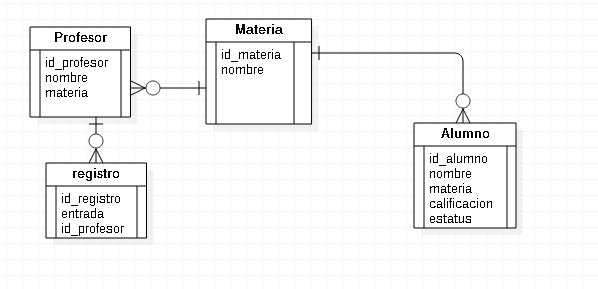 Profesor
id_profesor
nombre
materia
Materia
id_materia
nombre
registro
id_registro
entrada
id_profesor
Alumno
id_alumno
nombre
materia
calificacion
estatus